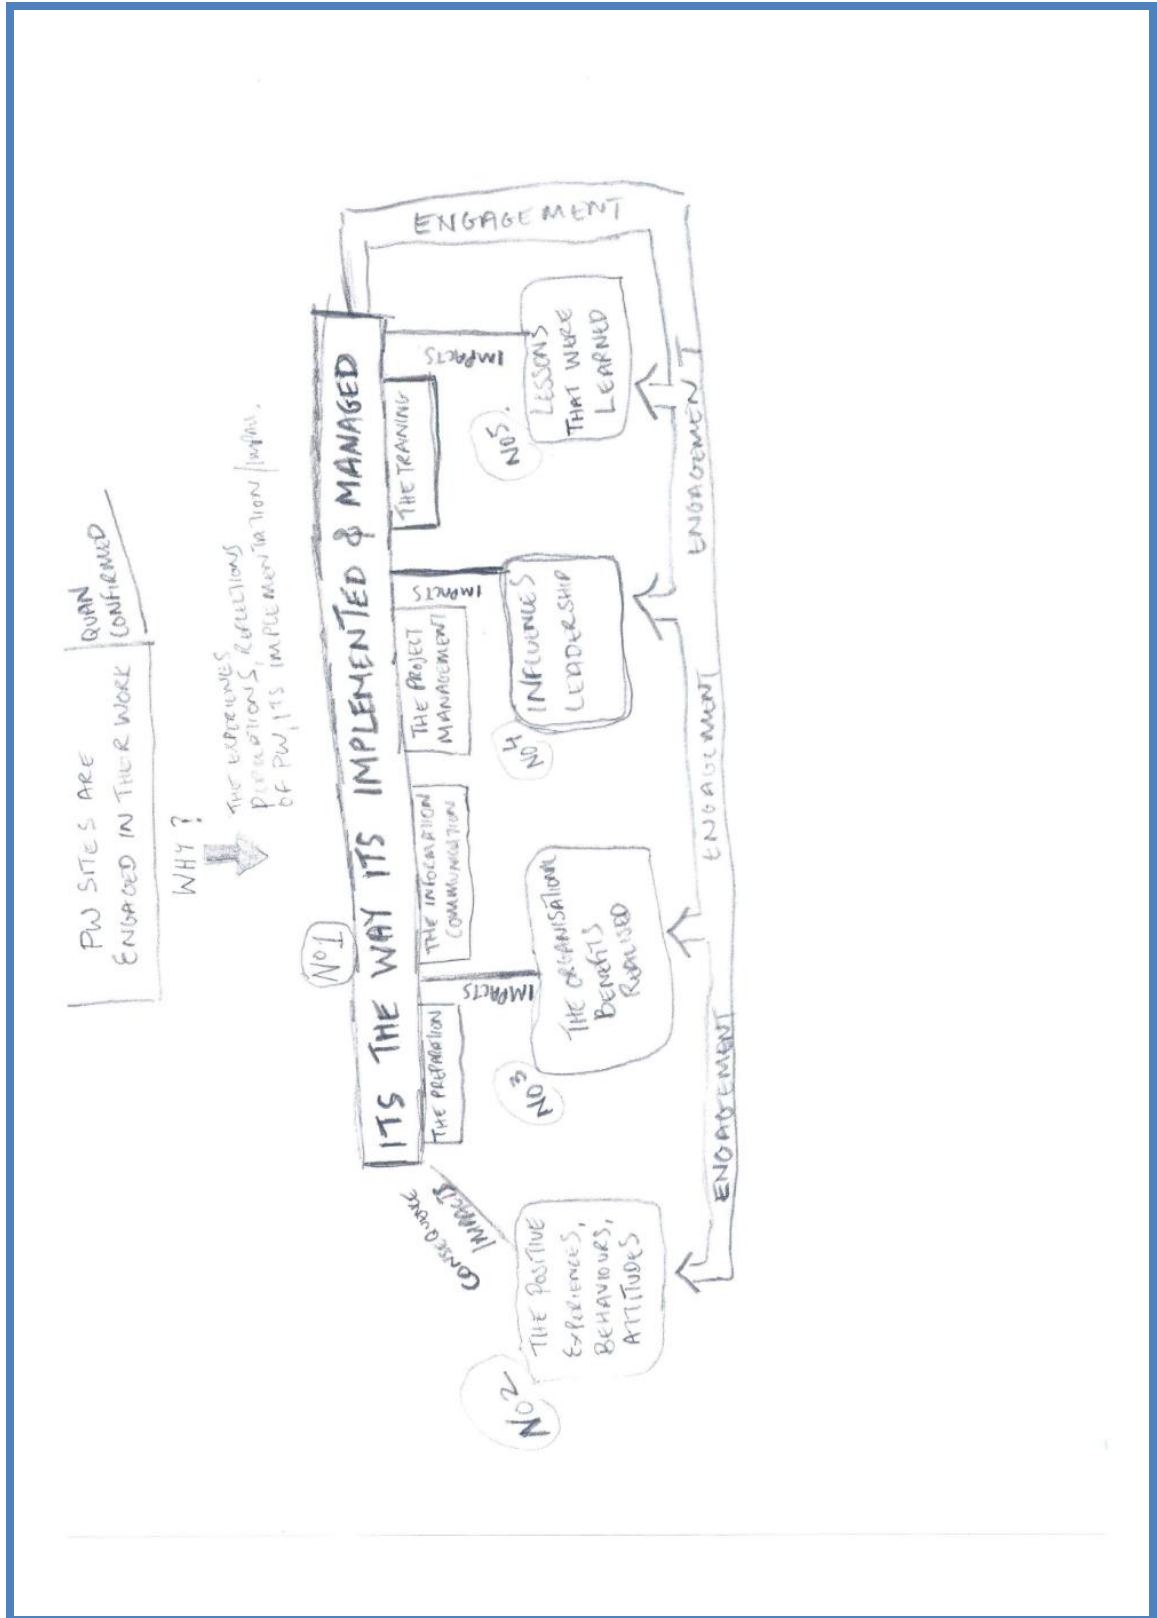 PW SITES ARE
ENGAGED IN THER WORK
QUAN
CONFIRMED
WHY ?
THE EXPERIENCES
REFLECTIONS
OF PW, ITS IMPLEMENTATION /
No1
ITS THE WAY ITS IMPLEMENTED & MANAGED
THE PREPARATION
THE INFORMATION
COMMUNICATION
THE PROJECT
MANAGEMENT
THE TRAINING
CONSEQUENCE
IMPACTS
IMPACTS
IMPACTS
IMPACTS
No2
THE POSITIVE
EXPERIENCES,
BEHAVIOURS,
ATTITUDES
NO3
THE ORGANISATIONAL
BENEFITS
REALISED
NO4
INFLUENCES
LEADERSHIP
NO5.
LESSONS
THAT WERE
LEARNED
ENGAGEMENT
ENGAGEMENT
ENGAGEMENT
ENGAGEMENT